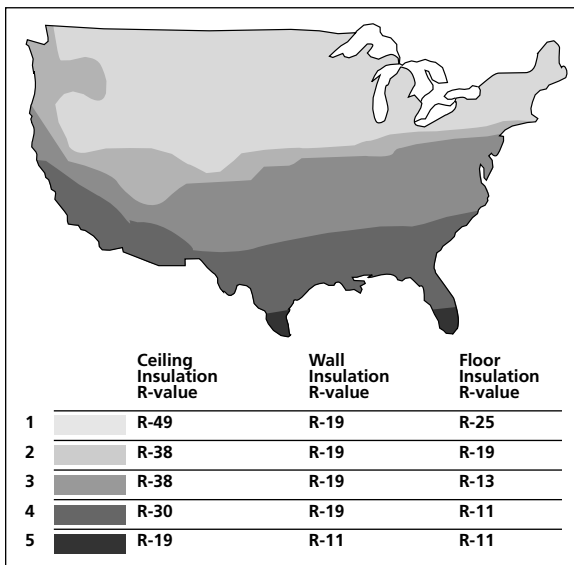 Ceiling Insulation R-value Wall Insulation R-value Floor Insulation R-value
1 R-49 R-19 R-25
2 R-38 R-19 R-19
3 R-38 R-19 R-13
4 R-30 R-19 R-11
5 R-19 R-11 R-11